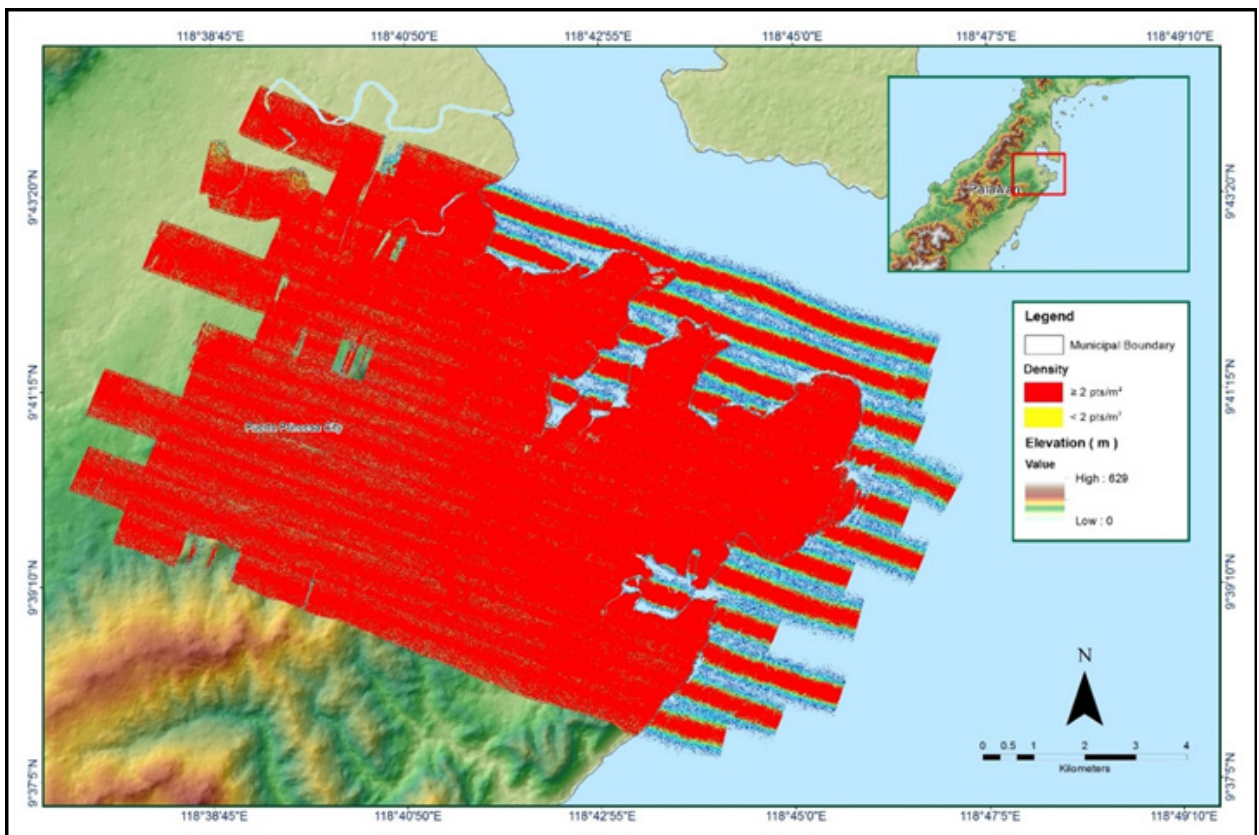 118°38'45"E 118°40'50"E 118°42'55"E 118°45'0"E 118°47'5"E 118°49'10"E
9°43'20"N
9°41'15"N
9°39'10"N
9°37'5"N
Puerto Princesa City
Palawan
Legend
Municipal Boundary
Density
≥ 2 pts/m²
< 2 pts/m²
Elevation ( m )
Value
High : 629
Low : 0
N
0 0.5 1 2 3 4
Kilometers
9°43'20"N
9°41'15"N
9°39'10"N
9°37'5"N
118°38'45"E 118°40'50"E 118°42'55"E 118°45'0"E 118°47'5"E 118°49'10"E